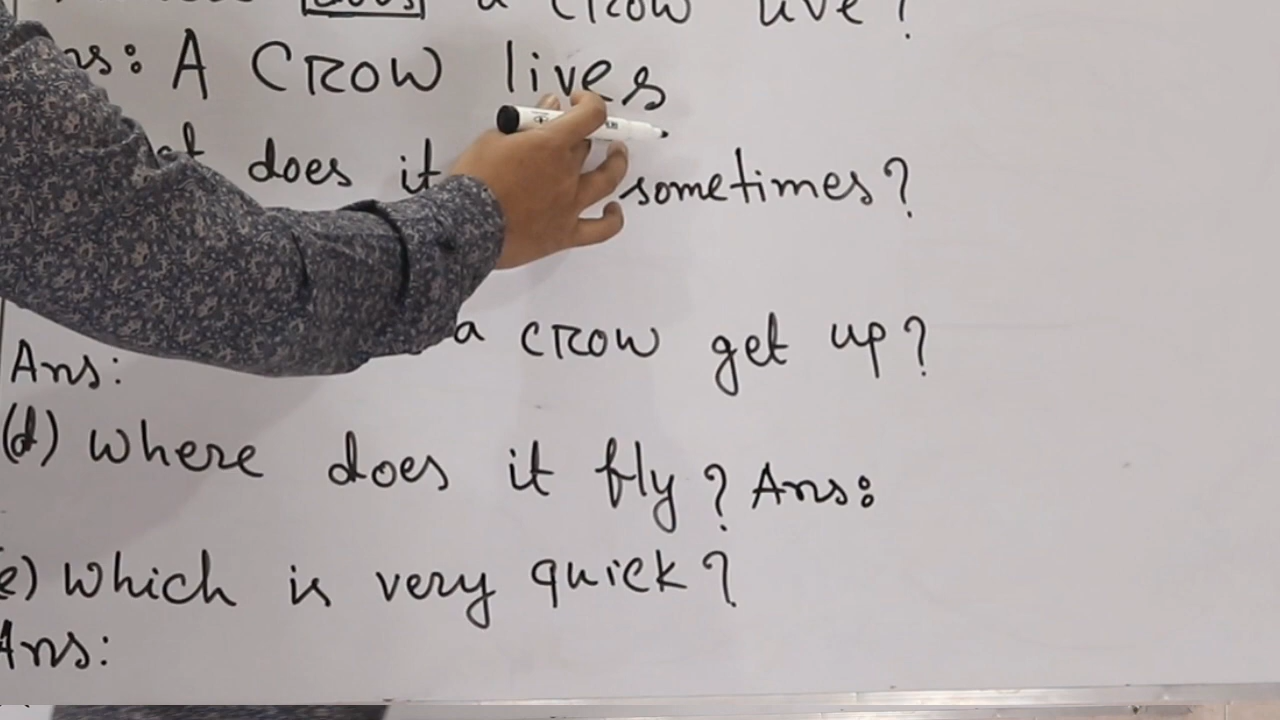 does a crow live?
Ans: A crow lives
does it sometimes?
a crow get up?
Ans:
(d) where does it fly? Ans:
(e) which is very quick?
Ans: